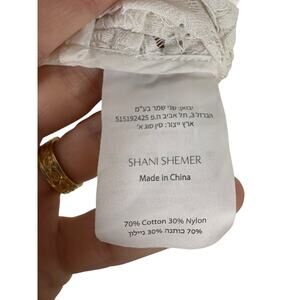 יבואן: שני שמר בע"מ
הברזל 3, תל אביב ח.פ 515192425
ארץ ייצור: סין סוג א'
SHANI SHEMER
Made in China
70% Cotton 30% Nylon
70% כותנה 30% ניילון